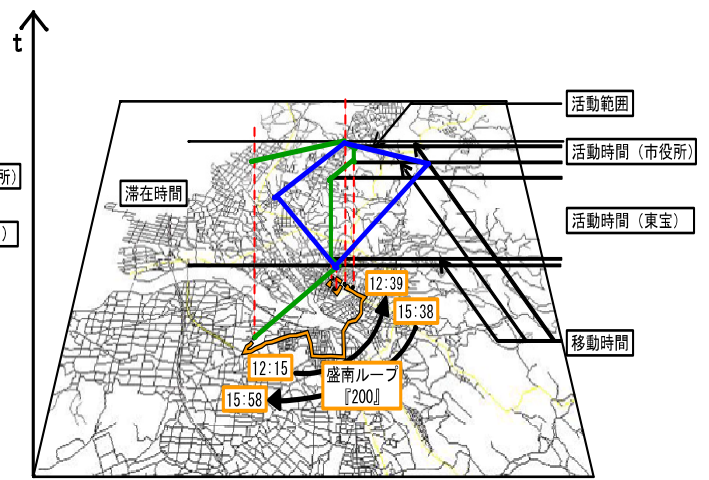 t
活動範囲
所)
活動時間（市役所）
滞在時間
)
活動時間（東宝）
12:39
15:38
移動時間
12:15
盛南ループ
『200』
15:58